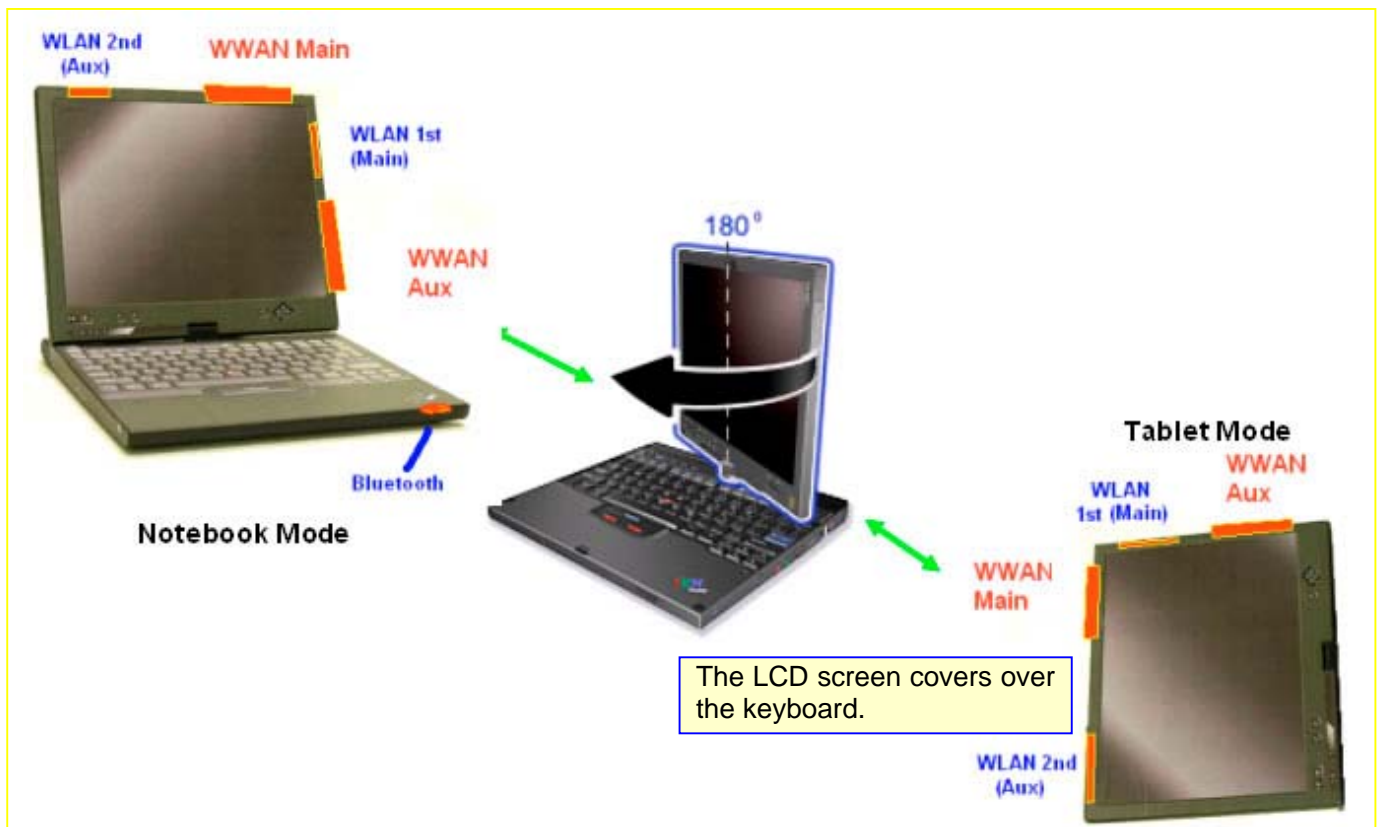 WLAN 2nd
(Aux)
WWAN Main
WLAN 1st
(Main)
WWAN
Aux
Bluetooth
Notebook Mode
180°
Tablet Mode
WWAN
Aux
WLAN
1st (Main)
WWAN
Main
The LCD screen covers over
the keyboard.
WLAN 2nd
(Aux)